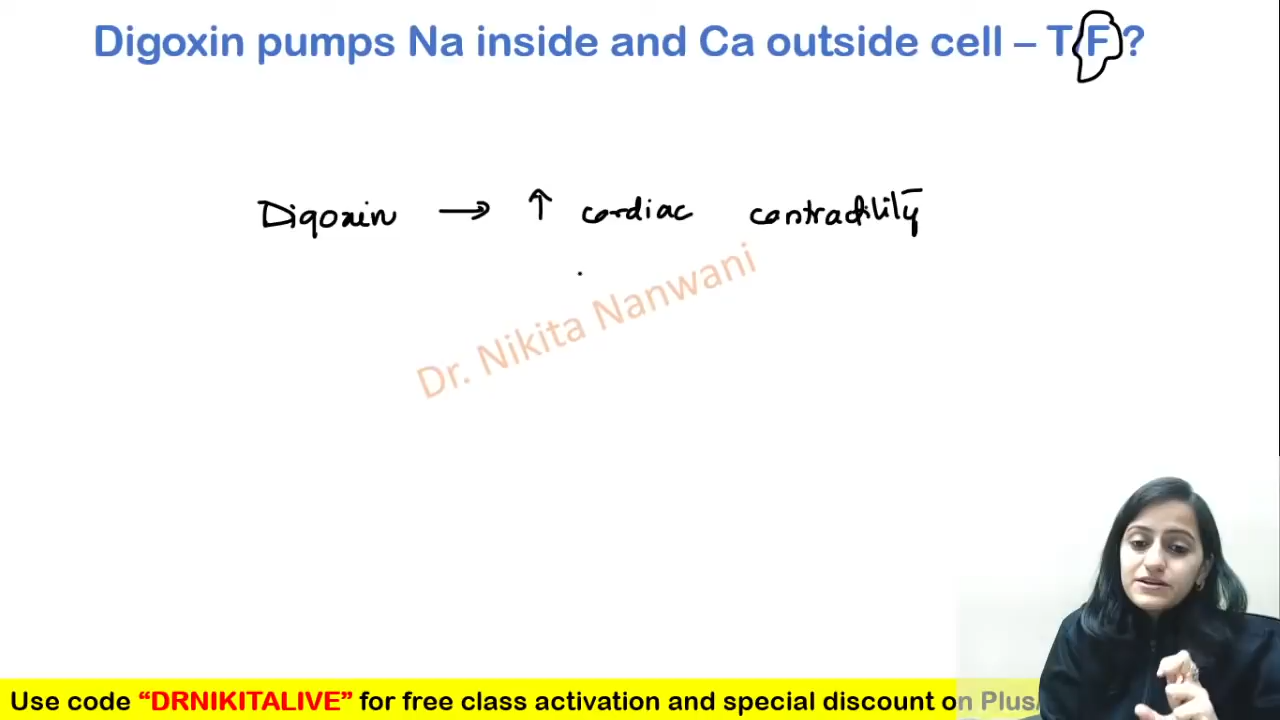 Digoxin pumps Na inside and Ca outside cell – T/F ?
Digoxin → ↑ cardiac contractility
Dr. Nikita Nanwani
Use code “DRNIKITALIVE” for free class activation and special discount on Plus